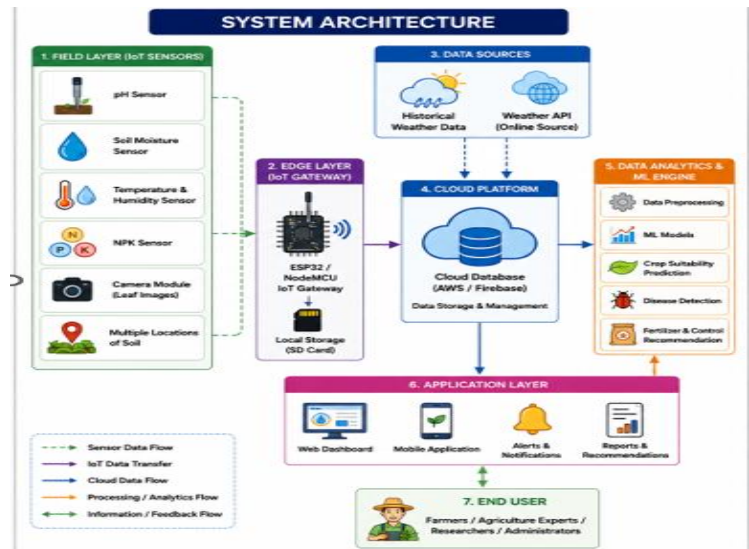 SYSTEM ARCHITECTURE
1. FIELD LAYER (IoT SENSORS)
pH Sensor
Soil Moisture
Sensor
Temperature &
Humidity Sensor
N
P
K
NPK Sensor
Camera Module
(Leaf Images)
Multiple Locations
of Soil
2. EDGE LAYER
(IoT GATEWAY)
ESP32 /
NodeMCU
IoT Gateway
Local Storage
(SD Card)
3. DATA SOURCES
Historical
Weather Data
Weather API
(Online Source)
4. CLOUD PLATFORM
Cloud Database
(AWS / Firebase)
Data Storage & Management
5. DATA ANALYTICS &
ML ENGINE
Data Preprocessing
ML Models
Crop Suitability
Prediction
Disease Detection
Fertilizer & Control
Recommendation
6. APPLICATION LAYER
Web Dashboard
Mobile Application
Alerts &
Notifications
Reports &
Recommendations
Sensor Data Flow
IoT Data Transfer
Cloud Data Flow
Processing / Analytics Flow
Information / Feedback Flow
7. END USER
Farmers / Agriculture Experts /
Researchers / Administrators